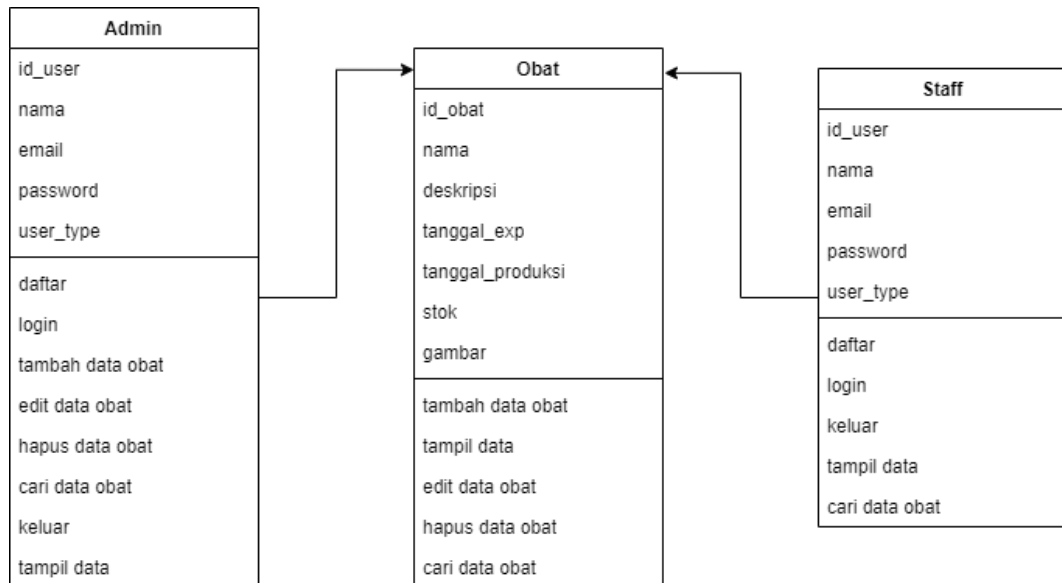 Admin
id_user
nama
email
password
user_type
daftar
login
tambah data obat
edit data obat
hapus data obat
cari data obat
keluar
tampil data
Obat
id_obat
nama
deskripsi
tanggal_exp
tanggal_produksi
stok
gambar
tambah data obat
tampil data
edit data obat
hapus data obat
cari data obat
Staff
id_user
nama
email
password
user_type
daftar
login
keluar
tampil data
cari data obat